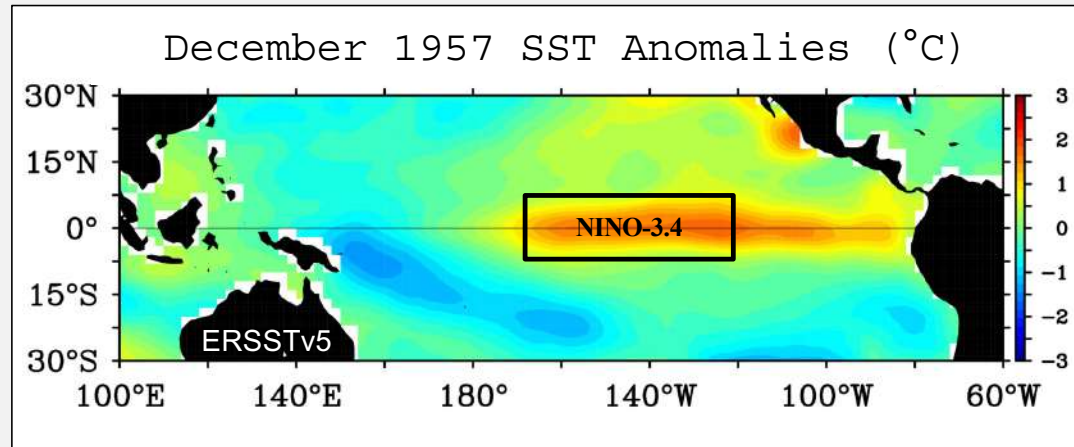 December 1957 SST Anomalies (°C)
30°N
15°N
0°
15°S
30°S
NINO-3.4
ERSSTv5
100°E
140°E
180°
140°W
100°W
60°W
3
2
1
0
−1
−2
−3